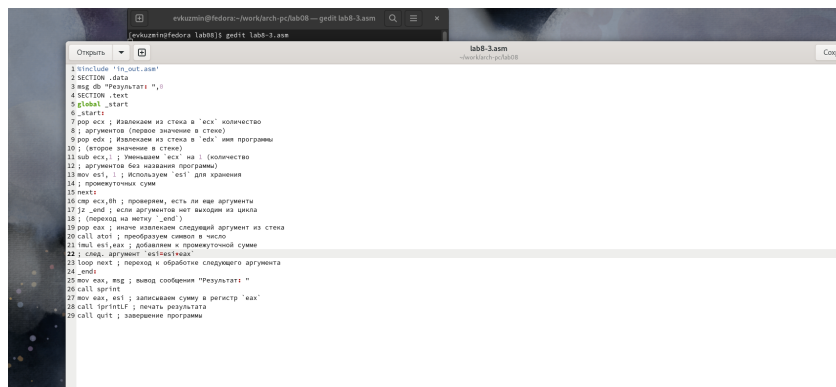 evkuzmin@fedora:~/work/arch-pc/lab08 — gedit lab8-3.asm
[evkuzmin@fedora lab08]$ gedit lab8-3.asm
Открыть
lab8-3.asm
~/work/arch-pc/lab08
1 %include 'in_out.asm'
2 SECTION .data
3 msg db "Результат: ",0
4 SECTION .text
5 global _start
6 _start:
7 pop ecx ; Извлекаем из стека в `ecx` количество
8 ; аргументов (первое значение в стеке)
9 pop edx ; Извлекаем из стека в `edx` имя программы
10 ; (второе значение в стеке)
11 sub ecx,1 ; Уменьшаем `ecx` на 1 (количество
12 ; аргументов без названия программы)
13 mov esi, 1 ; Используем `esi` для хранения
14 ; промежуточных сумм
15 next:
16 cmp ecx,0h ; проверяем, есть ли еще аргументы
17 jz _end ; если аргументов нет выходим из цикла
18 ; (переход на метку `_end`)
19 pop eax ; иначе извлекаем следующий аргумент из стека
20 call atoi ; преобразуем символ в число
21 imul esi,eax ; добавляем к промежуточной сумме
22 ; след. аргумент `esi=esi+eax`
23 loop next ; переход к обработке следующего аргумента
24 _end:
25 mov eax, msg ; вывод сообщения "Результат: "
26 call sprint
27 mov eax, esi ; записываем сумму в регистр `eax`
28 call iprintLF ; печать результата
29 call quit ; завершение программы